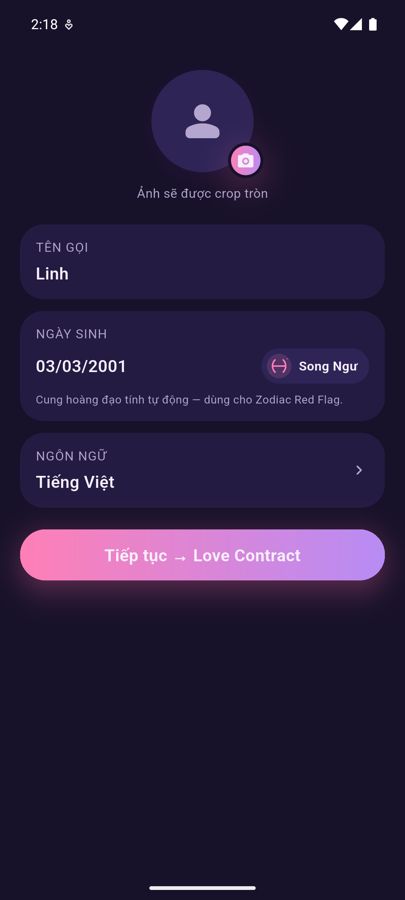 2:18
Ảnh sẽ được crop tròn
TÊN GỌI
Linh
NGÀY SINH
03/03/2001
Song Ngư
Cung hoàng đạo tính tự động — dùng cho Zodiac Red Flag.
NGÔN NGỮ
Tiếng Việt
Tiếp tục → Love Contract